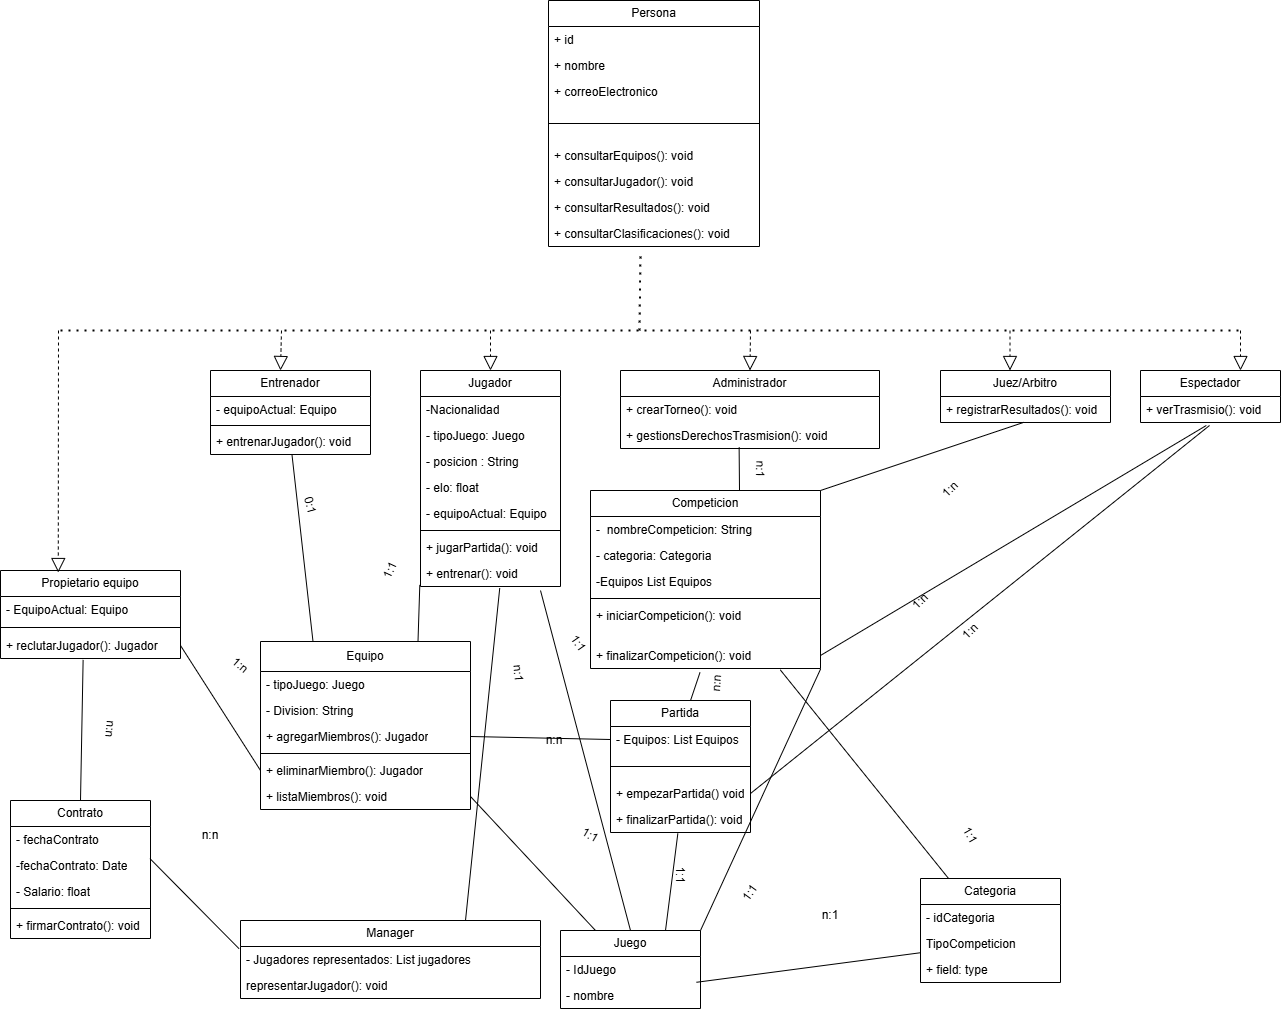 Persona
+ id
+ nombre
+ correoElectronico
+ consultarEquipos(): void
+ consultarJugador(): void
+ consultarResultados(): void
+ consultarClasificaciones(): void
Entrenador
- equipoActual: Equipo
+ entrenarJugador(): void
Jugador
-Nacionalidad
- tipoJuego: Juego
- posicion : String
- elo: float
- equipoActual: Equipo
+ jugarPartida(): void
+ entrenar(): void
Administrador
+ crearTorneo(): void
+ gestionsDerechosTrasmision(): void
Juez/Arbitro
+ registrarResultados(): void
Espectador
+ verTrasmisio(): void
n:1
1:n
0:1
1:1
Competicion
- nombreCompeticion: String
- categoria: Categoria
-Equipos List Equipos
+ iniciarCompeticion(): void
+ finalizarCompeticion(): void
Propietario equipo
- EquipoActual: Equipo
+ reclutarJugador(): Jugador
1:n
1:n
1:n
n:1
1:1
n:n
Equipo
- tipoJuego: Juego
- Division: String
+ agregarMiembros(): Jugador
+ eliminarMiembro(): Jugador
+ listaMiembros(): void
n:n
n:n
Partida
- Equipos: List Equipos
+ empezarPartida() void
+ finalizarPartida(): void
Contrato
- fechaContrato
-fechaContrato: Date
- Salario: float
+ firmarContrato(): void
n:n
1:1
1:1
1:1
1:1
n:1
Manager
- Jugadores representados: List jugadores
representarJugador(): void
Juego
- IdJuego
- nombre
Categoria
- idCategoria
TipoCompeticion
+ field: type